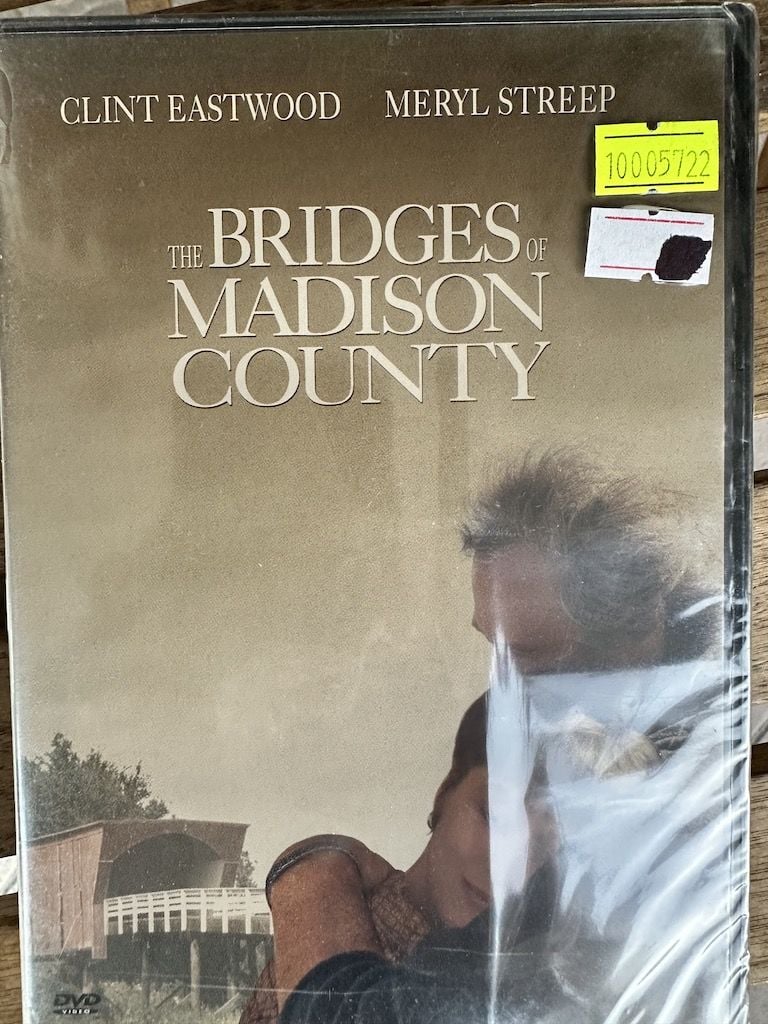 CLINT EASTWOOD MERYL STREEP
10005722
THE BRIDGES OF
MADISON
COUNTY
DVD
VIDEO